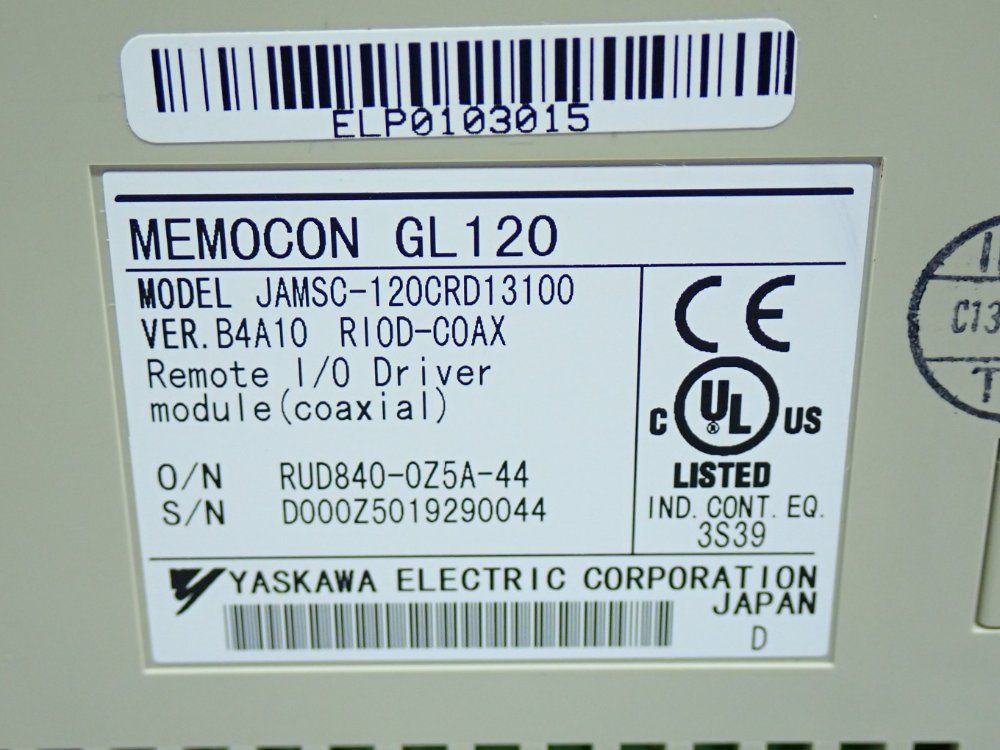 ELP0103015
MEMOCON GL120
MODEL JAMSC-120CRD13100
VER. B4A10 RIOD-COAX
Remote I/O Driver
module(coaxial)
O/N RUD840-0Z5A-44
S/N D000Z5019290044
CE
C UL® US
LISTED
IND. CONT. EQ.
3S39
YASKAWA ELECTRIC CORPORATION
JAPAN
D
C13